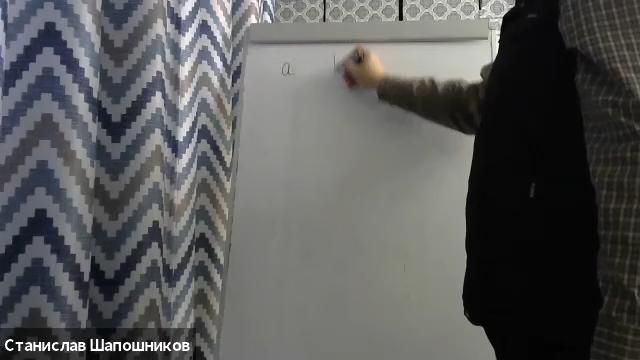 a
Станислав Шапошников